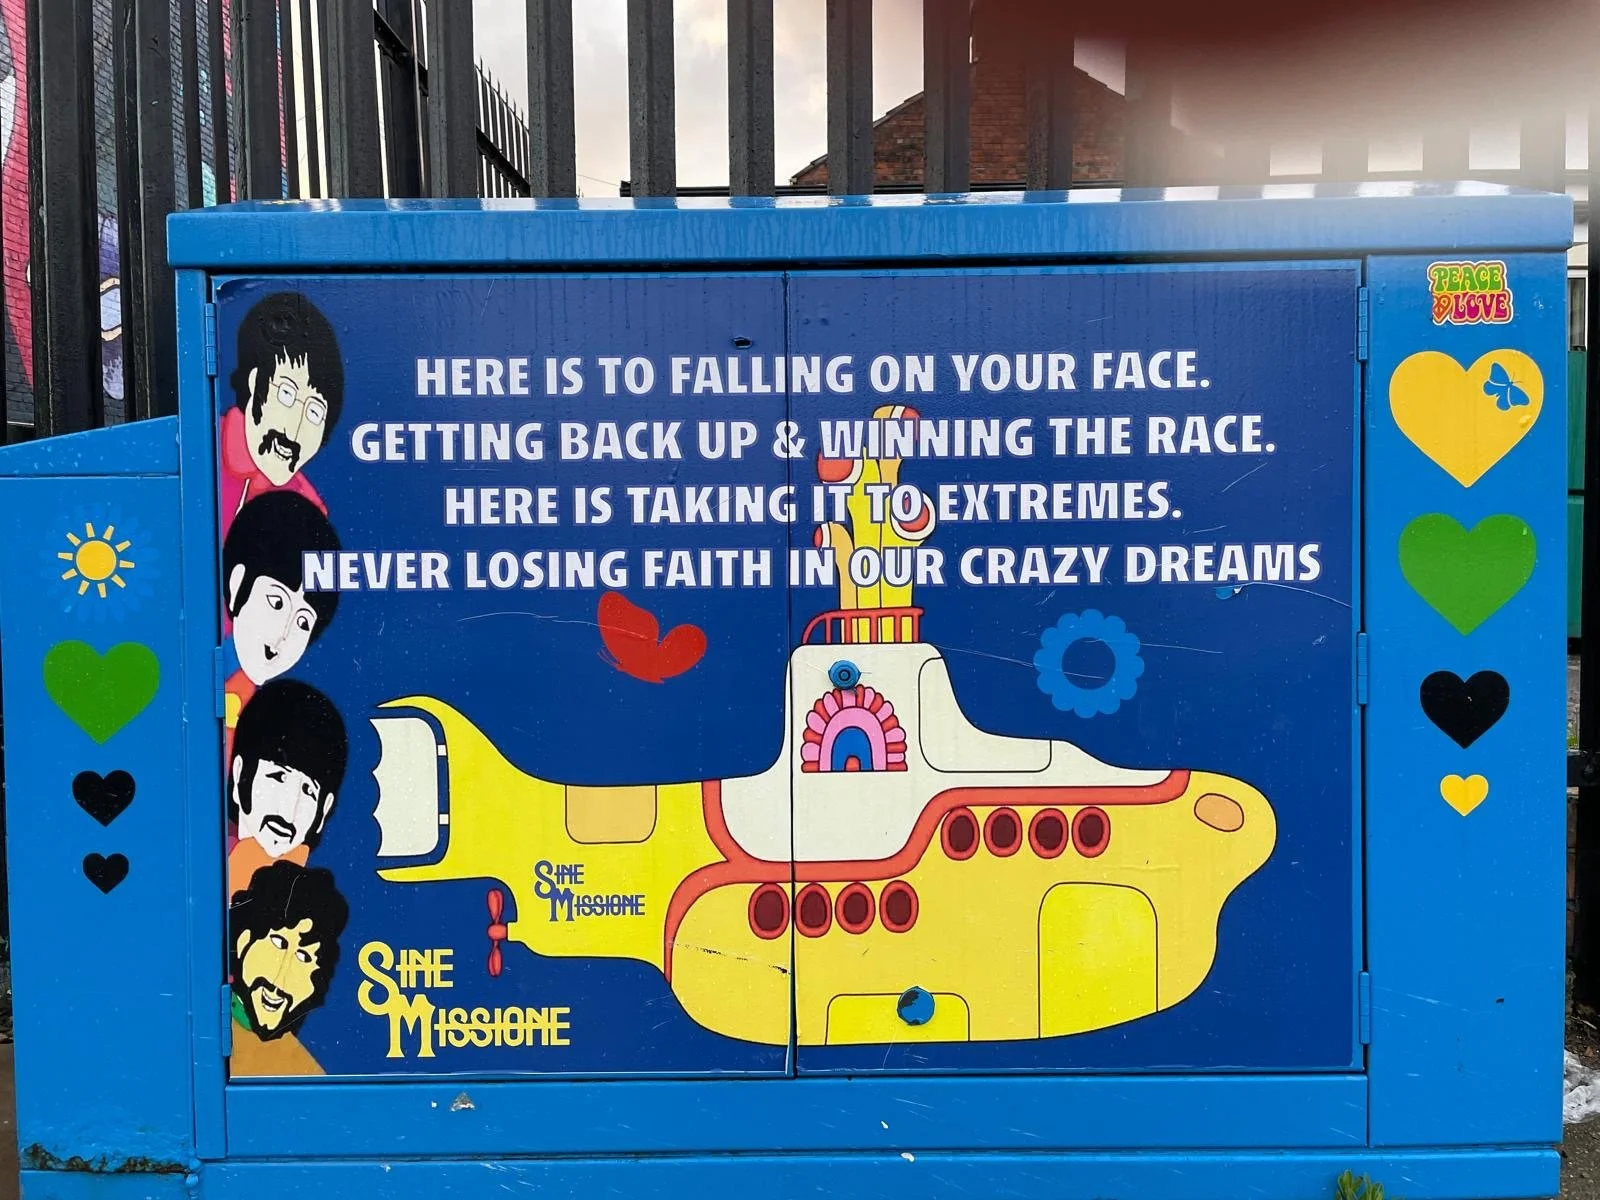 PEACE
LOVE
HERE IS TO FALLING ON YOUR FACE.
GETTING BACK UP & WINNING THE RACE.
HERE IS TAKING IT TO EXTREMES.
NEVER LOSING FAITH IN OUR CRAZY DREAMS
SINE
MISSIONE
SINE
MISSIONE